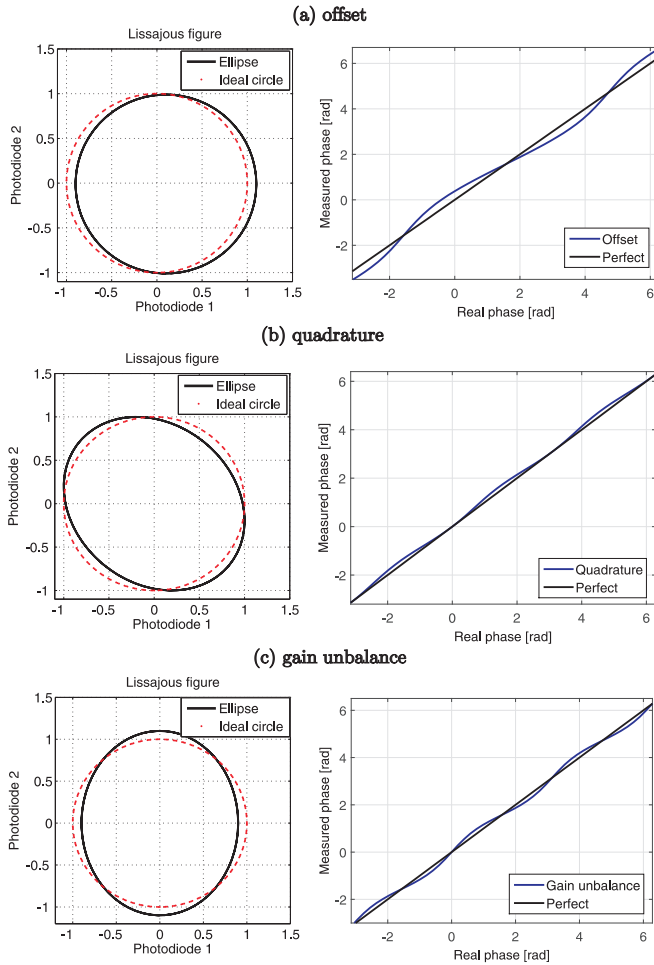 (a) offset
Lissajous figure
Ellipse
Ideal circle
Photodiode 2
1.5
1
0.5
0
-0.5
-1
-1 -0.5 0 0.5 1 1.5
Photodiode 1
Measured phase [rad]
6
4
2
0
-2
Offset
Perfect
-2 0 2 4 6
Real phase [rad]
(b) quadrature
Lissajous figure
Ellipse
Ideal circle
Photodiode 2
1.5
1
0.5
0
-0.5
-1
-1 -0.5 0 0.5 1 1.5
Photodiode 1
Measured phase [rad]
6
4
2
0
-2
Quadrature
Perfect
-2 0 2 4 6
Real phase [rad]
(c) gain unbalance
Lissajous figure
Ellipse
Ideal circle
Photodiode 2
1.5
1
0.5
0
-0.5
-1
-1 -0.5 0 0.5 1
Photodiode 1
Measured phase [rad]
6
4
2
0
-2
Gain unbalance
Perfect
-2 0 2 4 6
Real phase [rad]